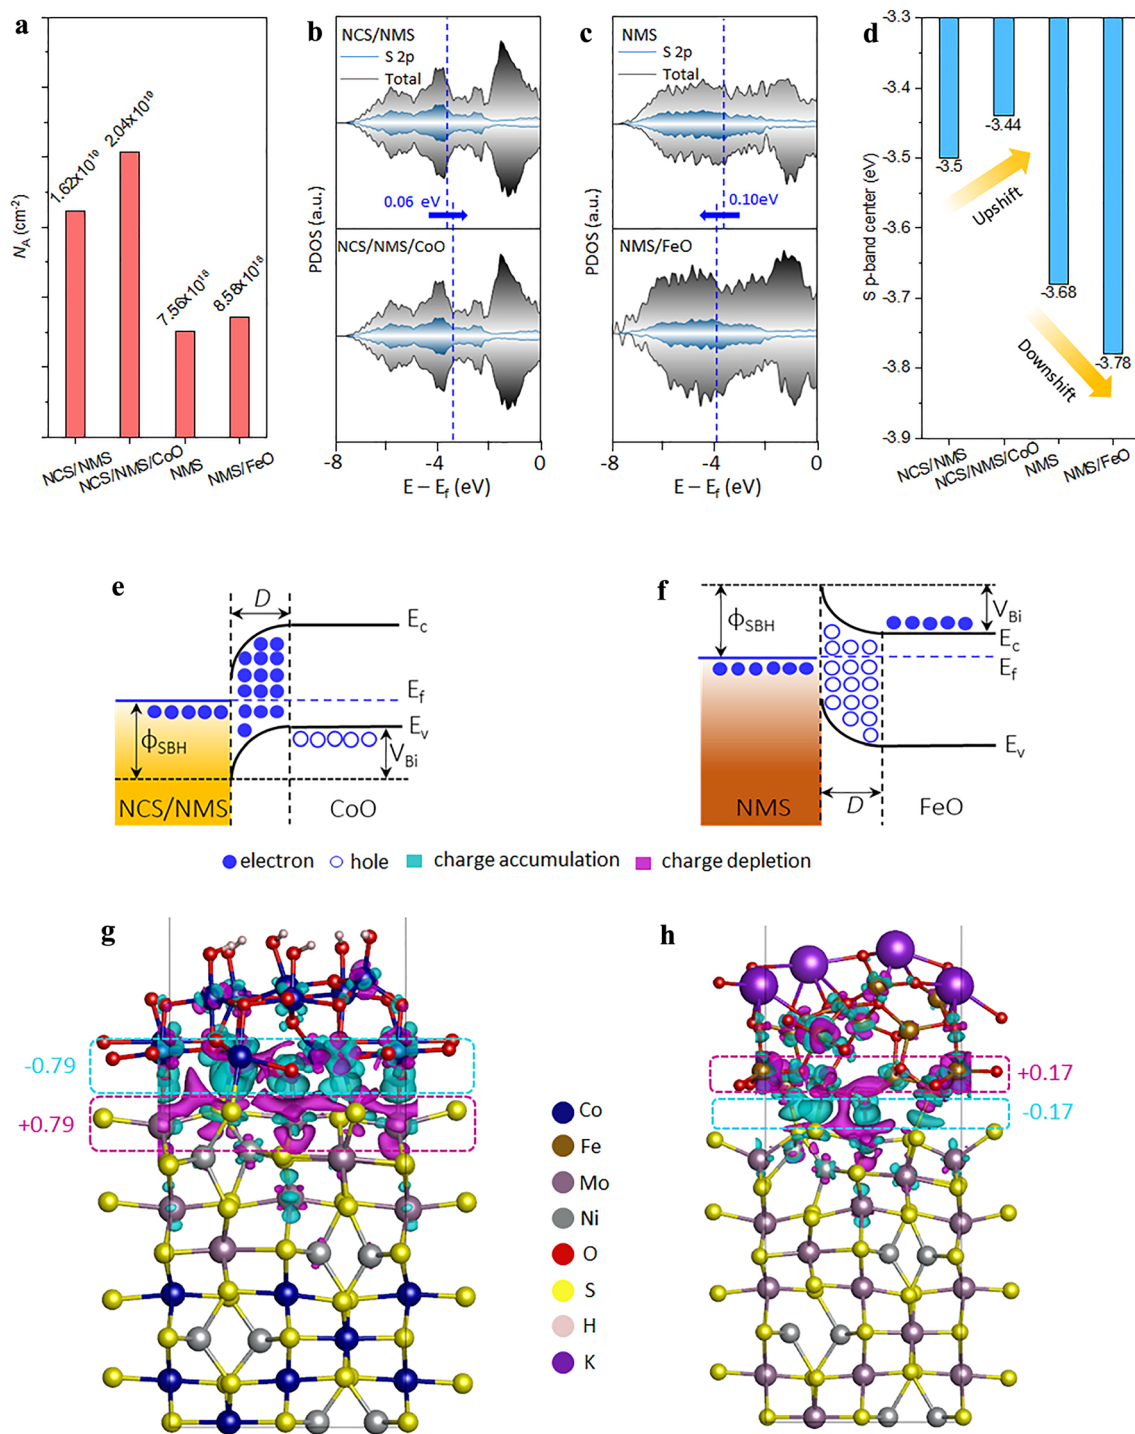 a
N_A (cm⁻²)
1.62x10¹⁹
2.04x10¹⁹
7.56x10¹⁸
8.58x10¹⁸
NCS/NMS
NCS/NMS/CoO
NMS
NMS/FeO
b
NCS/NMS
S 2p
Total
0.06 eV
NCS/NMS/CoO
PDOS (a.u.)
-8
-4
0
E – E_f (eV)
c
NMS
S 2p
Total
0.10eV
NMS/FeO
PDOS (a.u.)
-8
-4
0
E – E_f (eV)
d
S p-band center (eV)
-3.3
-3.4
-3.5
-3.6
-3.7
-3.8
-3.9
-3.5
-3.44
-3.68
-3.78
Upshift
Downshift
NCS/NMS
NCS/NMS/CoO
NMS
NMS/FeO
e
D
E_c
E_f
E_v
ϕ_SBH
V_Bi
NCS/NMS
CoO
f
ϕ_SBH
V_Bi
E_c
E_f
E_v
NMS
D
FeO
electron hole charge accumulation charge depletion
g
-0.79
+0.79
Co
Fe
Mo
Ni
O
S
H
K
h
+0.17
-0.17